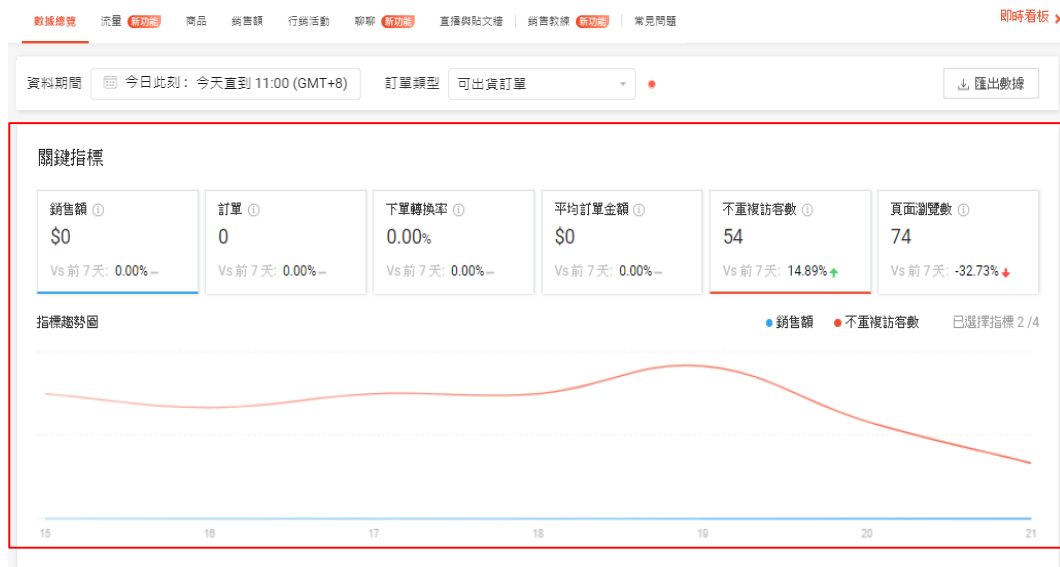 數據總覽 流量 新功能 商品 銷售額 行銷活動 聊聊 新功能 直播與貼文牆 銷售教練 新功能 常見問題 即時看板
資料期間 今日此刻: 今天直到 11:00 (GMT+8) 訂單類型 可出貨訂單 匯出數據
關鍵指標
銷售額 訂單 下單轉換率 平均訂單金額 不重複訪客數 頁面瀏覽數
$0 0 0.00% $0 54 74
Vs 前 7 天: 0.00% – Vs 前 7 天: 0.00% – Vs 前 7 天: 0.00% – Vs 前 7 天: 0.00% – Vs 前 7 天: 14.89% Vs 前 7 天: -32.73%
指標趨勢圖 銷售額 不重複訪客數 已選擇指標 2 /4
15 16 17 18 19 20 21